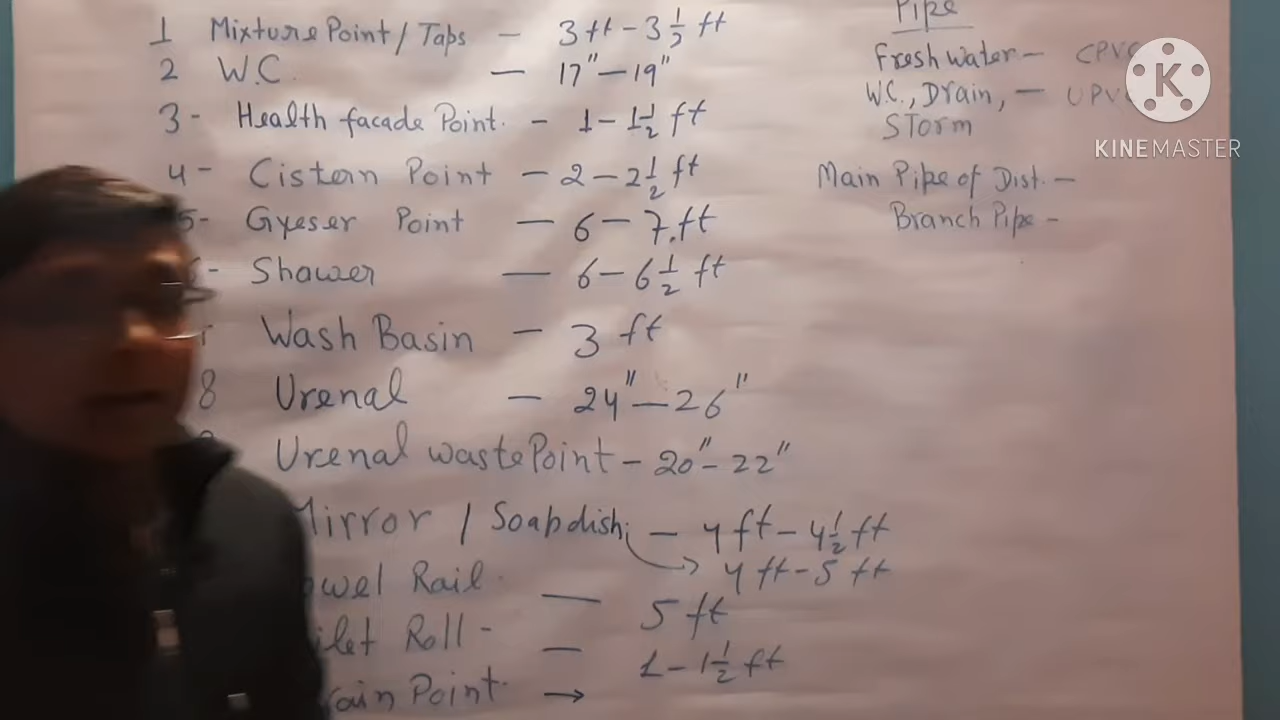 1 Mixture Point / Taps - 3 ft - 3 1/2 ft
2 W.C - 17" - 19"
3 - Health facade Point. - 1 - 1 1/2 ft
4 - Cistern Point - 2 - 2 1/2 ft
5 - Gyeser Point - 6 - 7 ft
- Shower - 6 - 6 1/2 ft
Wash Basin - 3 ft
8 Urenal - 24" - 26"
Urenal waste Point - 20" - 22"
Mirror / Soap dish - 4 ft - 4 1/2 ft
4 ft - 5 ft
owel Rail - 5 ft
ilet Roll - - 1 - 1 1/2 ft
ain Point →
Pipe
Fresh water - CPVC
W.C., Drain, - UPV
STorm
Main Pipe of Dist. -
Branch Pipe -
K
KINEMASTER